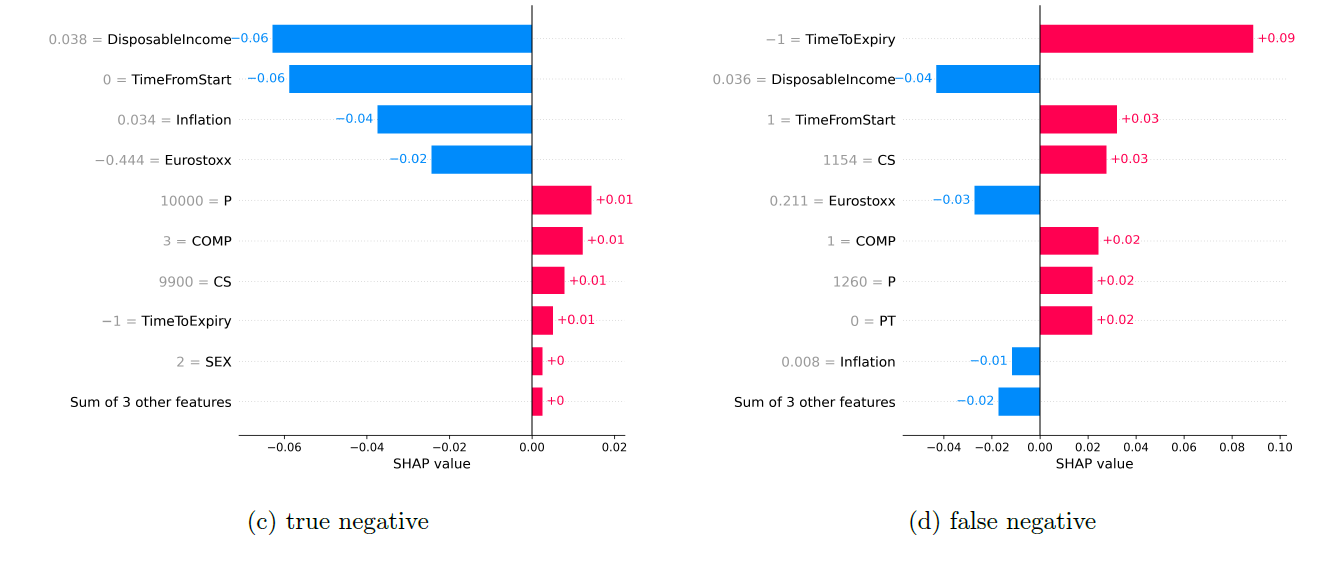 0.038 = DisposableIncome −0.06
0 = TimeFromStart −0.06
0.034 = Inflation −0.04
−0.444 = Eurostoxx −0.02
10000 = P +0.01
3 = COMP +0.01
9900 = CS +0.01
−1 = TimeToExpiry +0.01
2 = SEX +0
Sum of 3 other features +0
−0.06 −0.04 −0.02 0.00 0.02
SHAP value
(c) true negative
−1 = TimeToExpiry +0.09
0.036 = DisposableIncome −0.04
1 = TimeFromStart +0.03
1154 = CS +0.03
0.211 = Eurostoxx −0.03
1 = COMP +0.02
1260 = P +0.02
0 = PT +0.02
0.008 = Inflation −0.01
Sum of 3 other features −0.02
−0.04 −0.02 0.00 0.02 0.04 0.06 0.08 0.10
SHAP value
(d) false negative